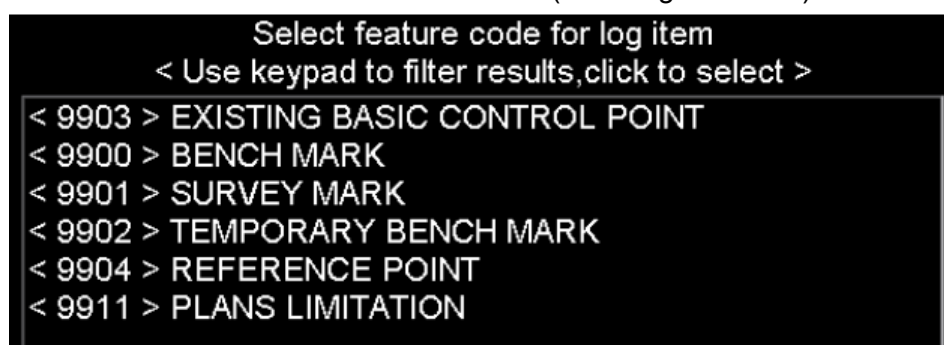 Select feature code for log item
< Use keypad to filter results,click to select >
< 9903 > EXISTING BASIC CONTROL POINT
< 9900 > BENCH MARK
< 9901 > SURVEY MARK
< 9902 > TEMPORARY BENCH MARK
< 9904 > REFERENCE POINT
< 9911 > PLANS LIMITATION